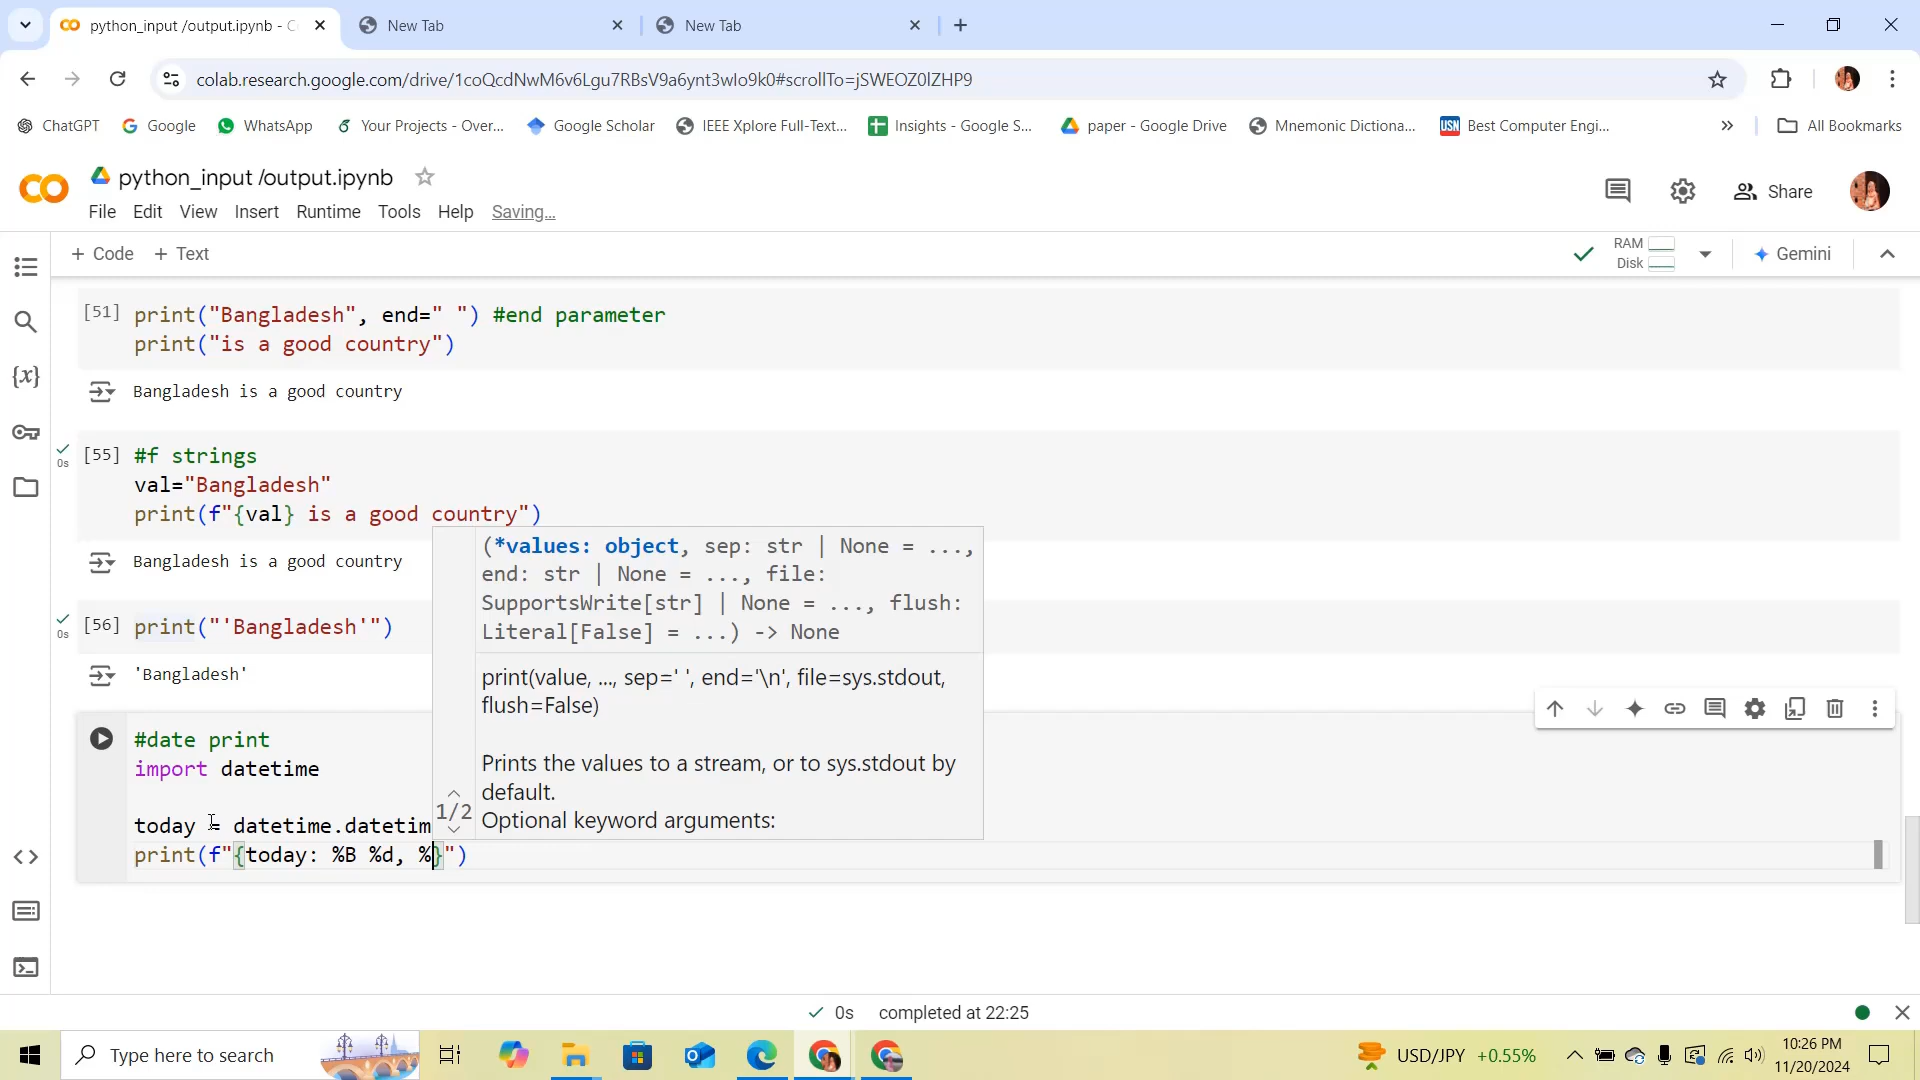 python_input /output.ipynb - C
New Tab
New Tab
colab.research.google.com/drive/1coQcdNwM6v6Lgu7RBsV9a6ynt3wIo9k0#scrollTo=jSWEOZ0lZHP9
ChatGPT
Google
WhatsApp
Your Projects - Over...
Google Scholar
IEEE Xplore Full-Text...
Insights - Google S...
paper - Google Drive
Mnemonic Dictiona...
USN Best Computer Engi...
All Bookmarks
python_input /output.ipynb
File Edit View Insert Runtime Tools Help Saving...
Share
+ Code + Text
RAM
Disk
Gemini
[51] print("Bangladesh", end=" ") #end parameter
print("is a good country")
Bangladesh is a good country
[55] #f strings
0s
val="Bangladesh"
print(f"{val} is a good country")
Bangladesh is a good country
(*values: object, sep: str | None = ...,
end: str | None = ..., file:
SupportsWrite[str] | None = ..., flush:
Literal[False] = ...) -> None
[56] print("'Bangladesh'")
0s
'Bangladesh'
print(value, ..., sep=' ', end='\n', file=sys.stdout,
flush=False)
Prints the values to a stream, or to sys.stdout by
default.
Optional keyword arguments:
1/2
#date print
import datetime
today = datetime.datetim
print(f"{today: %B %d, %}")
0s completed at 22:25
Type here to search
USD/JPY +0.55%
10:26 PM
11/20/2024